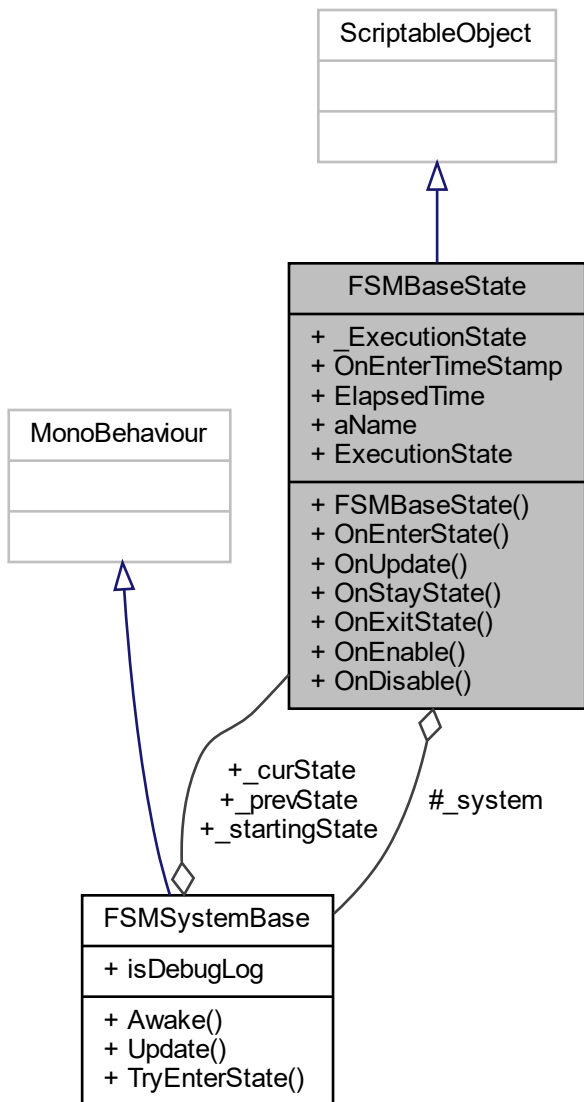 ScriptableObject
FSMBaseState
+ _ExecutionState
+ OnEnterTimeStamp
+ ElapsedTime
+ aName
+ ExecutionState
+ FSMBaseState()
+ OnEnterState()
+ OnUpdate()
+ OnStayState()
+ OnExitState()
+ OnEnable()
+ OnDisable()
MonoBehaviour
+_curState
+_prevState
+_startingState
#_system
FSMSystemBase
+ isDebugLog
+ Awake()
+ Update()
+ TryEnterState()